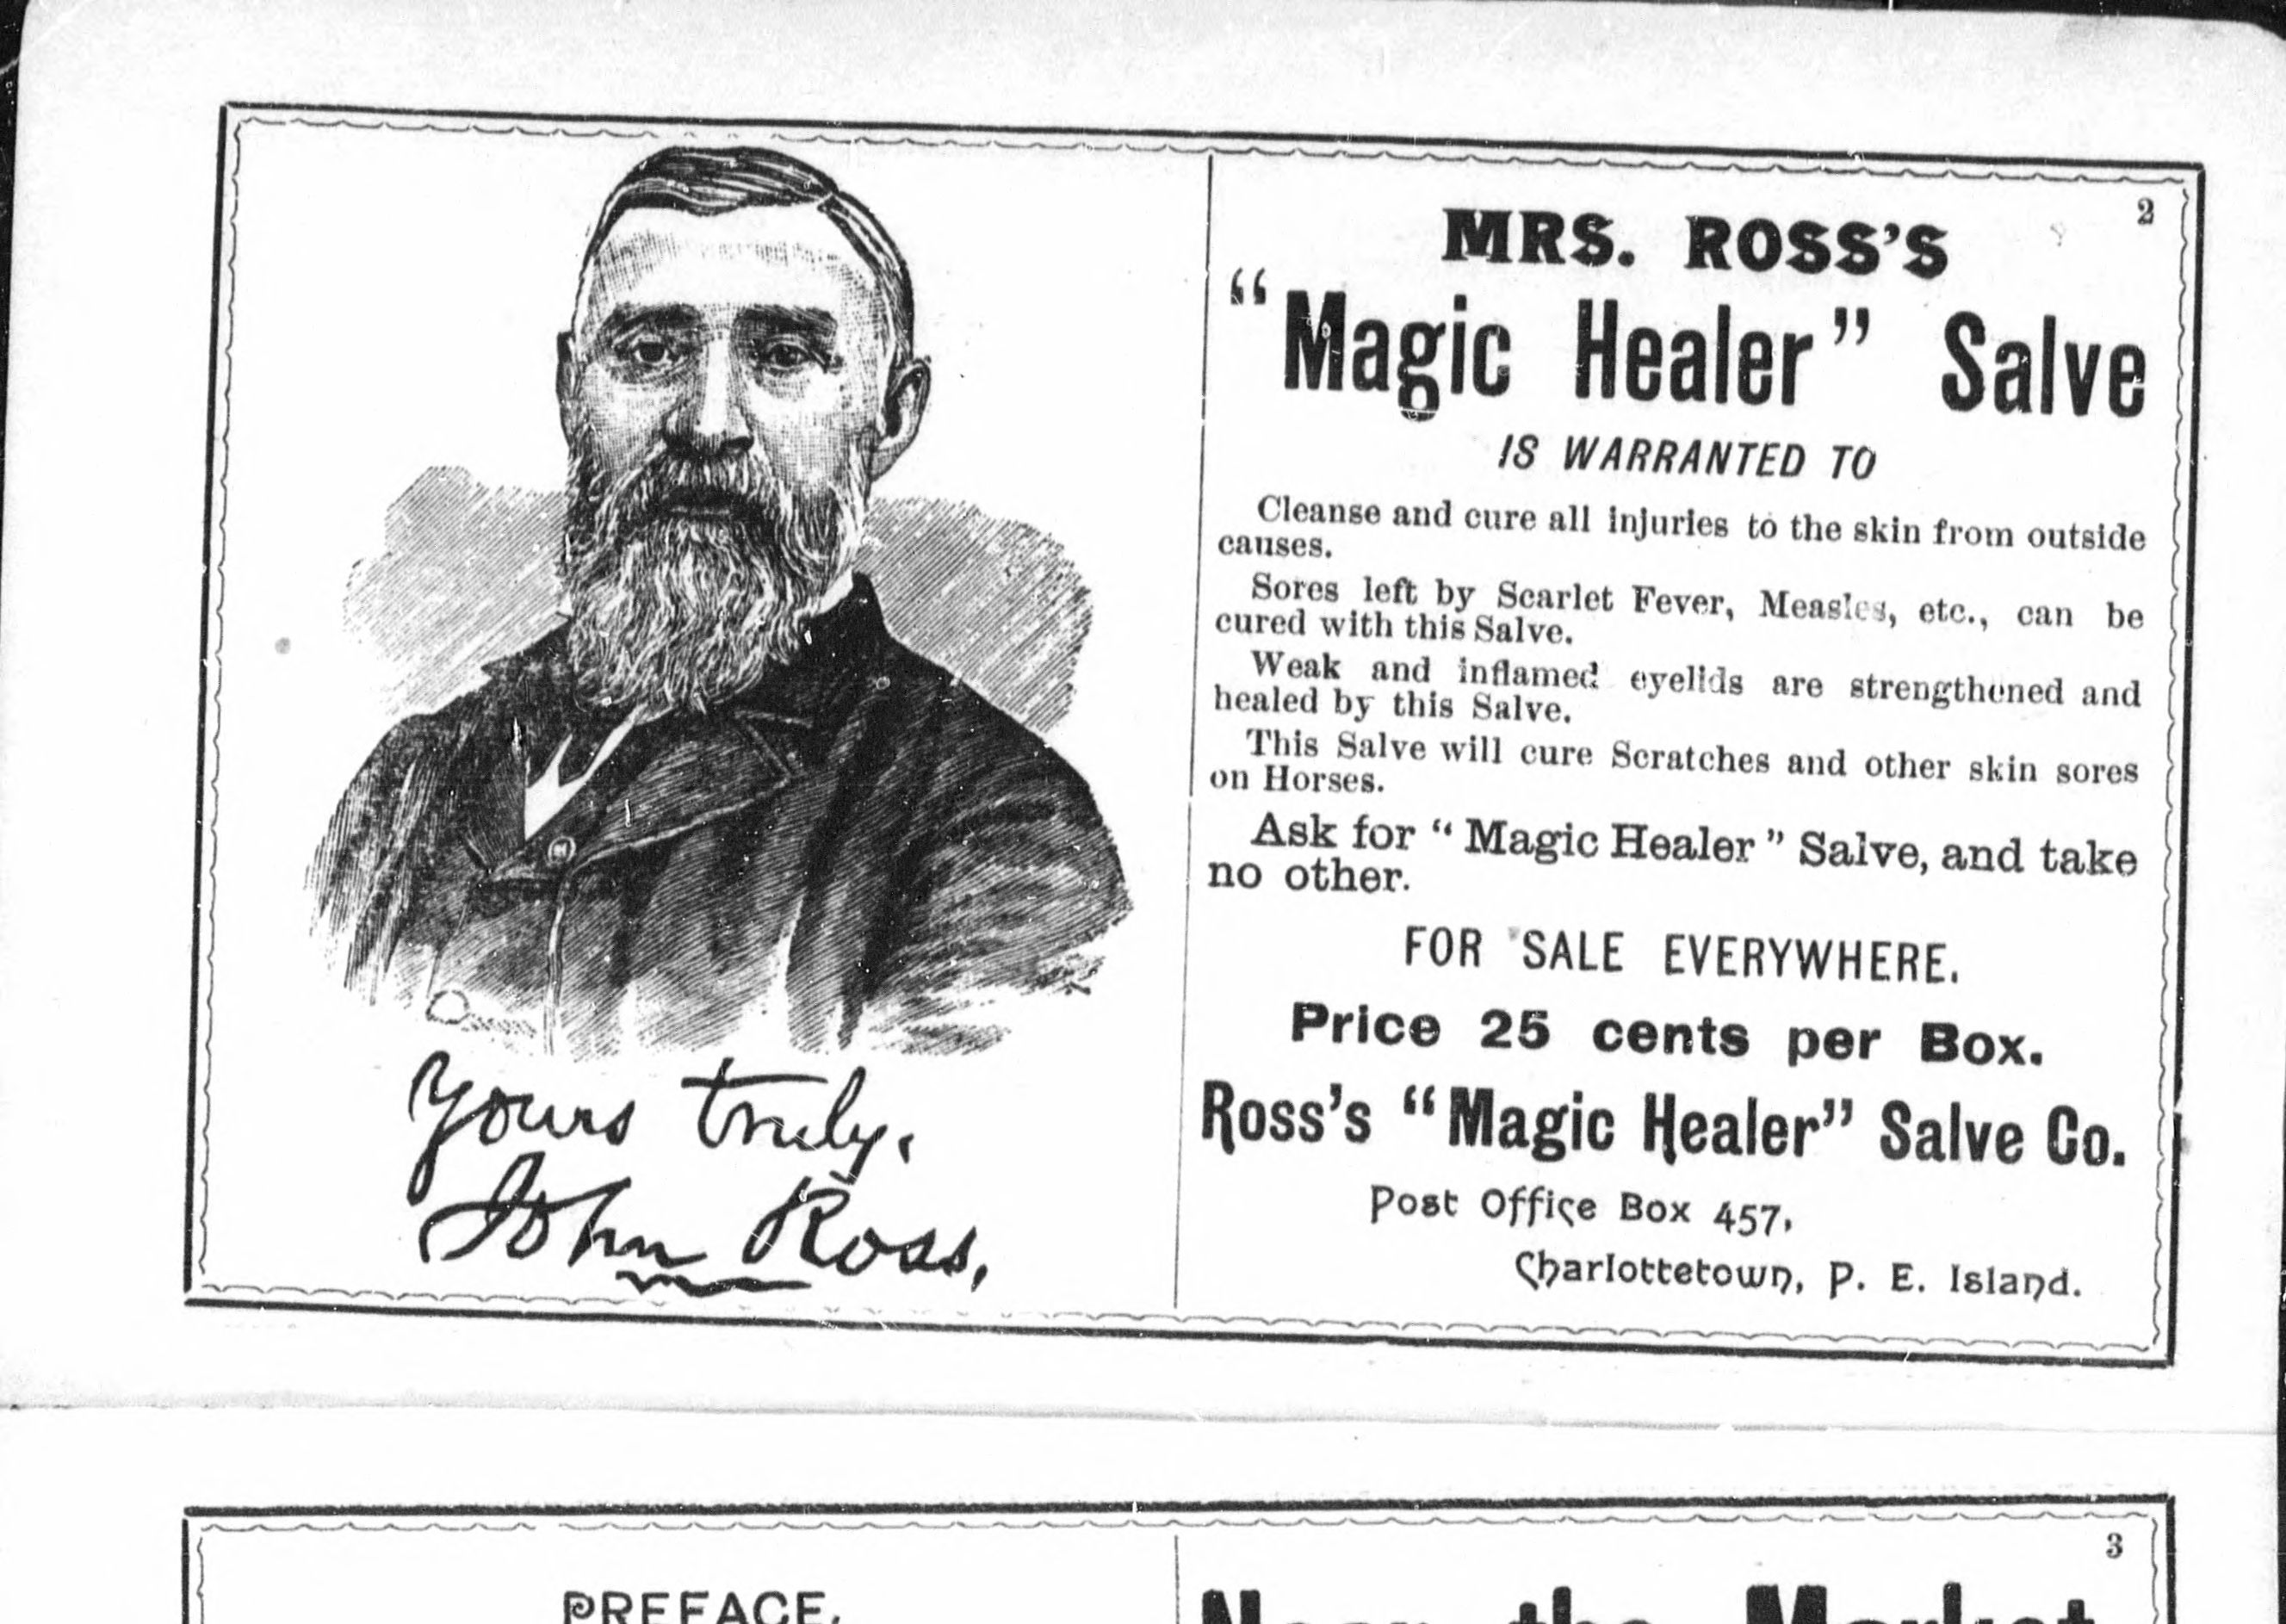 Yours truly,
John Ross,
2
MRS. ROSS'S
"Magic Healer" Salve
IS WARRANTED TO
Cleanse and cure all injuries to the skin from outside
causes.
Sores left by Scarlet Fever, Measles, etc., can be
cured with this Salve.
Weak and inflamed eyelids are strengthened and
healed by this Salve.
This Salve will cure Scratches and other skin sores
on Horses.
Ask for "Magic Healer" Salve, and take
no other.
FOR SALE EVERYWHERE.
Price 25 cents per Box.
Ross's "Magic Healer" Salve Co.
Post Office Box 457,
Charlottetown, P. E. Island.
3
PREFACE.
Near the Market